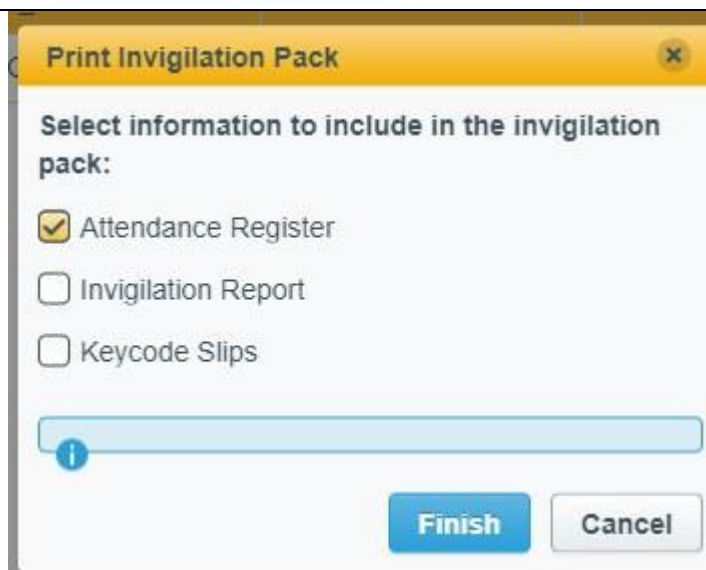 Print Invigilation Pack
Select information to include in the invigilation
pack:
Attendance Register
Invigilation Report
Keycode Slips
i
Finish
Cancel